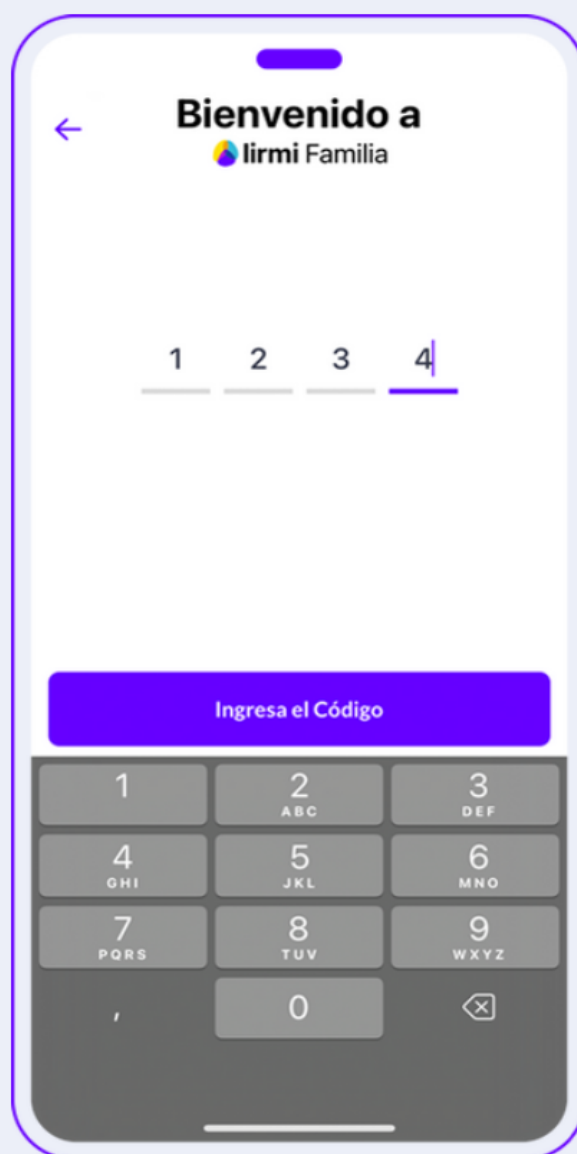 Bienvenido a
lirmi Familia
1 2 3 4
Ingresa el Código
1 2 3
ABC DEF
4 5 6
GHI JKL MNO
7 8 9
PQRS TUV WXYZ
, 0